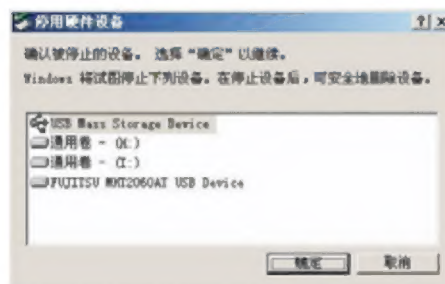 停用硬件设备
确认被停止的设备。 选择“确定”以继续。
Windows 将试图停止下列设备。在停止设备后，可安全地删除设备。
USB Mass Storage Device
通用卷 - (H:)
通用卷 - (I:)
FUJITSU MHT2060AT USB Device
确定
取消